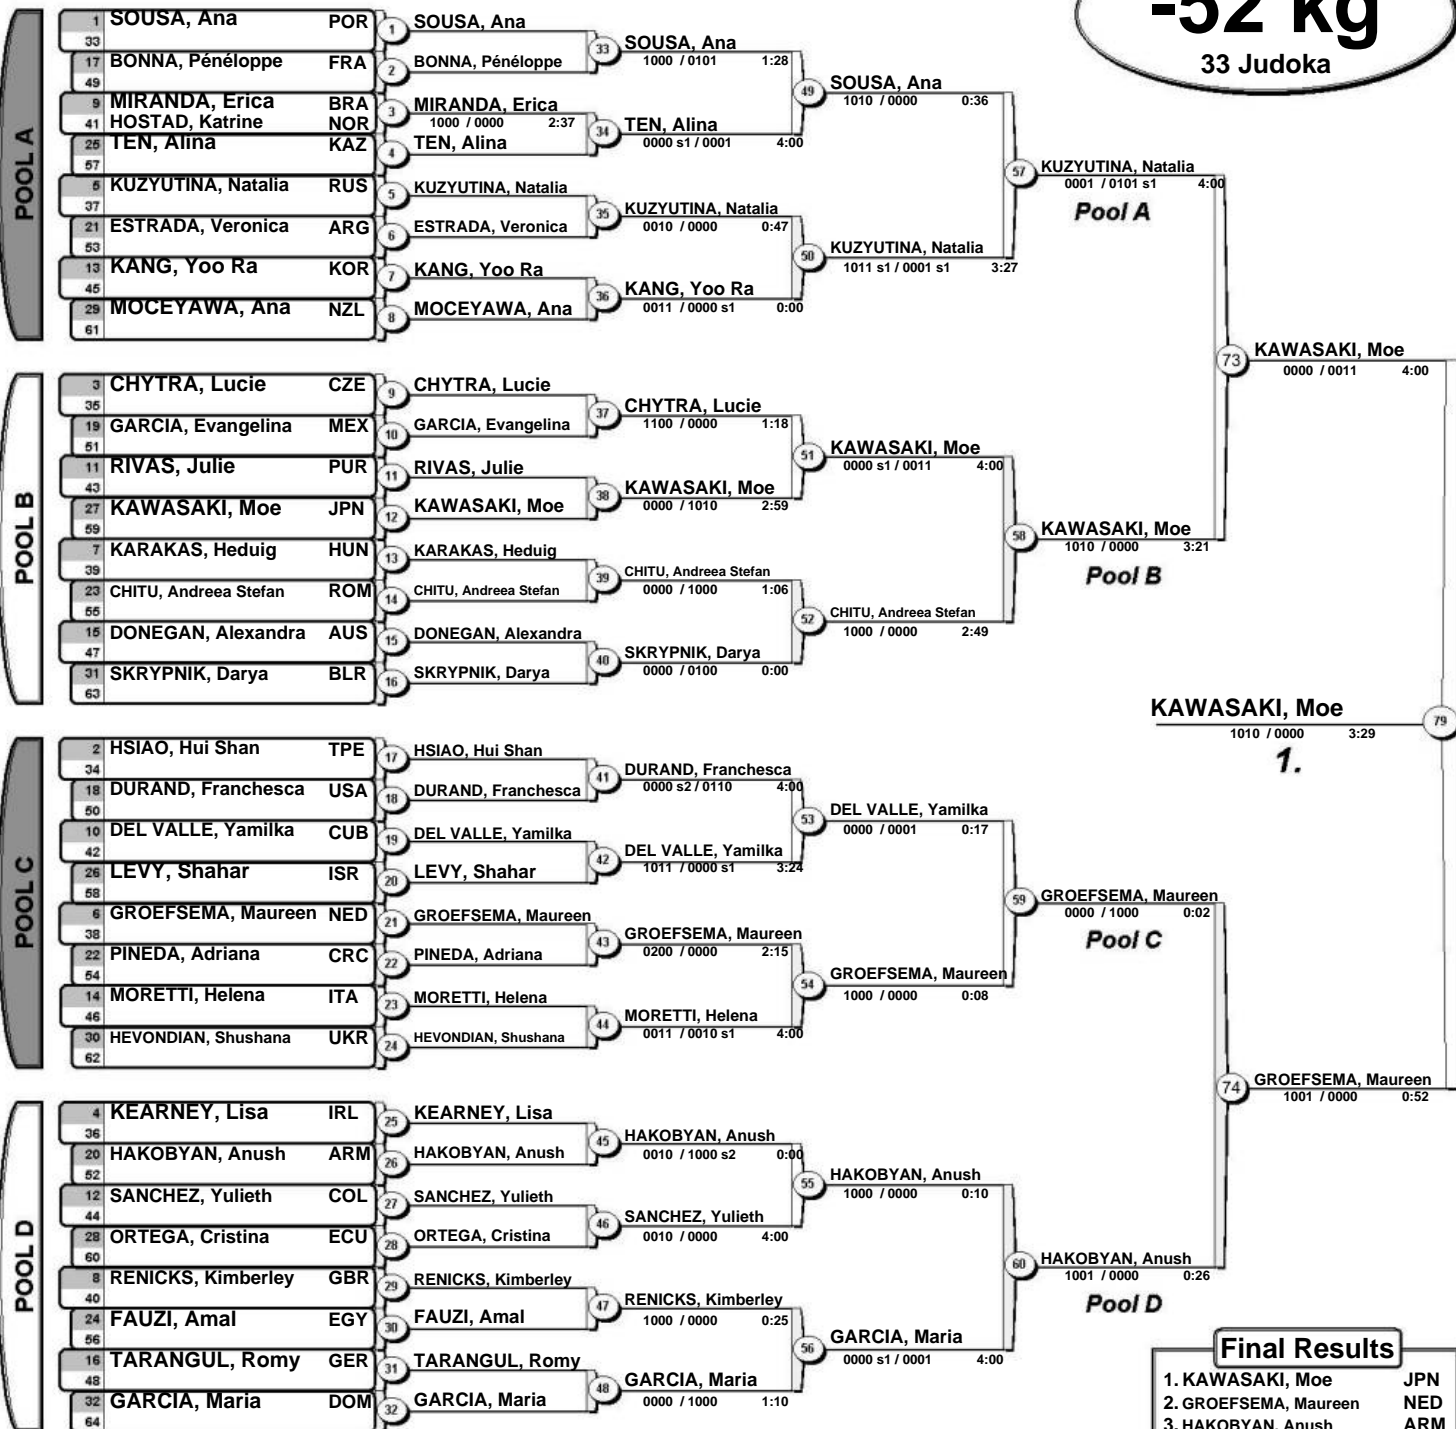 -52 kg
33 Judoka
POOL A
1 SOUSA, Ana POR
33
17 BONNA, Pénéloppe FRA
49
9 MIRANDA, Erica BRA
41 HOSTAD, Katrine NOR
25 TEN, Alina KAZ
57
5 KUZYUTINA, Natalia RUS
37
21 ESTRADA, Veronica ARG
53
13 KANG, Yoo Ra KOR
45
29 MOCEYAWA, Ana NZL
61
1 SOUSA, Ana
2 BONNA, Pénéloppe
3 MIRANDA, Erica
1000 / 0000 2:37
4 TEN, Alina
5 KUZYUTINA, Natalia
6 ESTRADA, Veronica
7 KANG, Yoo Ra
8 MOCEYAWA, Ana
33 SOUSA, Ana
1000 / 0101 1:28
34 TEN, Alina
0000 s1 / 0001 4:00
35 KUZYUTINA, Natalia
0010 / 0000 0:47
36 KANG, Yoo Ra
0011 / 0000 s1 0:00
49 SOUSA, Ana
1010 / 0000 0:36
50 KUZYUTINA, Natalia
1011 s1 / 0001 s1 3:27
57 KUZYUTINA, Natalia
0001 / 0101 s1 4:00
Pool A
POOL B
3 CHYTRA, Lucie CZE
35
19 GARCIA, Evangelina MEX
51
11 RIVAS, Julie PUR
43
27 KAWASAKI, Moe JPN
59
7 KARAKAS, Heduig HUN
39
23 CHITU, Andreea Stefan ROM
55
15 DONEGAN, Alexandra AUS
47
31 SKRYPNIK, Darya BLR
63
9 CHYTRA, Lucie
10 GARCIA, Evangelina
11 RIVAS, Julie
12 KAWASAKI, Moe
13 KARAKAS, Heduig
14 CHITU, Andreea Stefan
15 DONEGAN, Alexandra
16 SKRYPNIK, Darya
37 CHYTRA, Lucie
1100 / 0000 1:18
38 KAWASAKI, Moe
0000 / 1010 2:59
39 CHITU, Andreea Stefan
0000 / 1000 1:06
40 SKRYPNIK, Darya
0000 / 0100 0:00
51 KAWASAKI, Moe
0000 s1 / 0011 4:00
52 CHITU, Andreea Stefan
1000 / 0000 2:49
58 KAWASAKI, Moe
1010 / 0000 3:21
Pool B
73 KAWASAKI, Moe
0000 / 0011 4:00
KAWASAKI, Moe 79
1010 / 0000 3:29
1.
POOL C
2 HSIAO, Hui Shan TPE
34
18 DURAND, Franchesca USA
50
10 DEL VALLE, Yamilka CUB
42
26 LEVY, Shahar ISR
58
6 GROEFSEMA, Maureen NED
38
22 PINEDA, Adriana CRC
54
14 MORETTI, Helena ITA
46
30 HEVONDIAN, Shushana UKR
62
17 HSIAO, Hui Shan
18 DURAND, Franchesca
19 DEL VALLE, Yamilka
20 LEVY, Shahar
21 GROEFSEMA, Maureen
22 PINEDA, Adriana
23 MORETTI, Helena
24 HEVONDIAN, Shushana
41 DURAND, Franchesca
0000 s2 / 0110 4:00
42 DEL VALLE, Yamilka
1011 / 0000 s1 3:24
43 GROEFSEMA, Maureen
0200 / 0000 2:15
44 MORETTI, Helena
0011 / 0010 s1 4:00
53 DEL VALLE, Yamilka
0000 / 0001 0:17
54 GROEFSEMA, Maureen
1000 / 0000 0:08
59 GROEFSEMA, Maureen
0000 / 1000 0:02
Pool C
74 GROEFSEMA, Maureen
1001 / 0000 0:52
POOL D
4 KEARNEY, Lisa IRL
36
20 HAKOBYAN, Anush ARM
52
12 SANCHEZ, Yulieth COL
44
28 ORTEGA, Cristina ECU
60
8 RENICKS, Kimberley GBR
40
24 FAUZI, Amal EGY
56
16 TARANGUL, Romy GER
48
32 GARCIA, Maria DOM
64
25 KEARNEY, Lisa
26 HAKOBYAN, Anush
27 SANCHEZ, Yulieth
28 ORTEGA, Cristina
29 RENICKS, Kimberley
30 FAUZI, Amal
31 TARANGUL, Romy
32 GARCIA, Maria
45 HAKOBYAN, Anush
0010 / 1000 s2 0:00
46 SANCHEZ, Yulieth
0010 / 0000 4:00
47 RENICKS, Kimberley
1000 / 0000 0:25
48 GARCIA, Maria
0000 / 1000 1:10
55 HAKOBYAN, Anush
1000 / 0000 0:10
56 GARCIA, Maria
0000 s1 / 0001 4:00
60 HAKOBYAN, Anush
1001 / 0000 0:26
Pool D
Final Results
1. KAWASAKI, Moe JPN
2. GROEFSEMA, Maureen NED
3. HAKOBYAN, Anush ARM